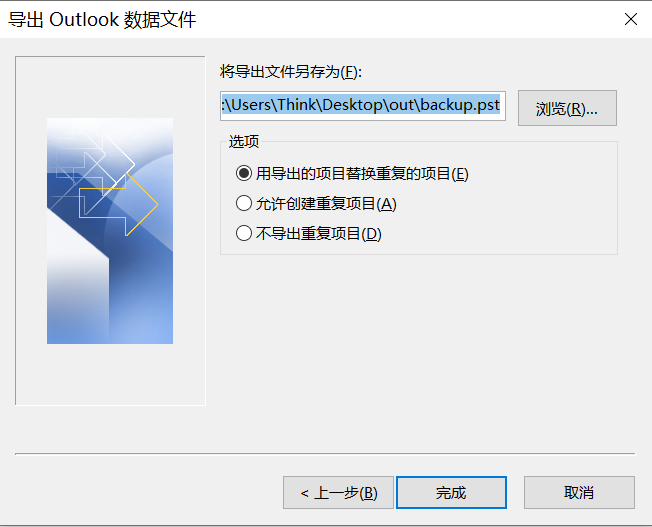 导出 Outlook 数据文件
将导出文件另存为(F):
:\Users\Think\Desktop\out\backup.pst
浏览(R)...
选项
用导出的项目替换重复的项目(E)
允许创建重复项目(A)
不导出重复项目(D)
< 上一步(B)
完成
取消